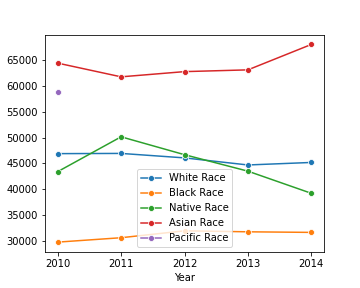 65000
60000
55000
50000
45000
40000
35000
30000
White Race
Black Race
Native Race
Asian Race
Pacific Race
2010 2011 2012 2013 2014
Year